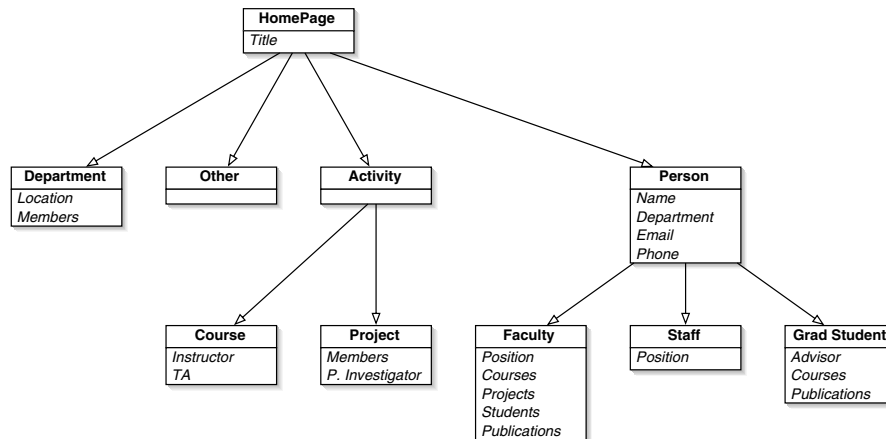 HomePage
Title
Department
Location
Members
Other
Activity
Person
Name
Department
Email
Phone
Course
Instructor
TA
Project
Members
P. Investigator
Faculty
Position
Courses
Projects
Students
Publications
Staff
Position
Grad Student
Advisor
Courses
Publications